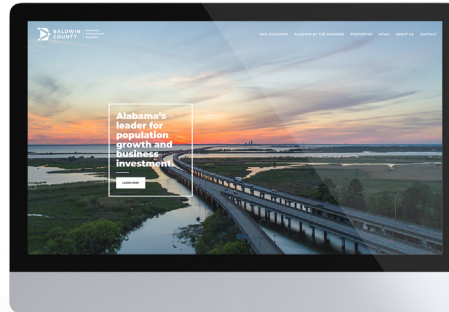 BALDWIN
COUNTY
WHY BALDWIN? BALDWIN BY THE NUMBERS PROPERTIES NEWS ABOUT US CONTACT
Alabama's
leader for
population
growth and
business
investment
LEARN MORE